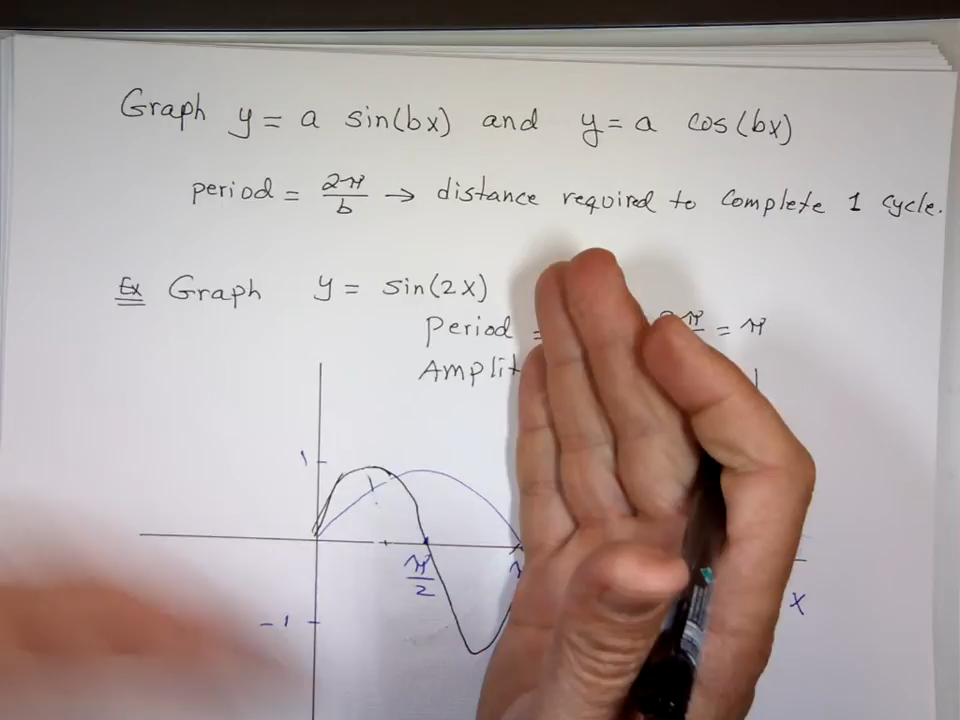 Graph y = a sin(bx) and y = a cos(bx)
period = 2π/b → distance required to complete 1 cycle.
Ex Graph y = sin(2x)
Period = π = π
Amplit
1
π/2 π
-1
x